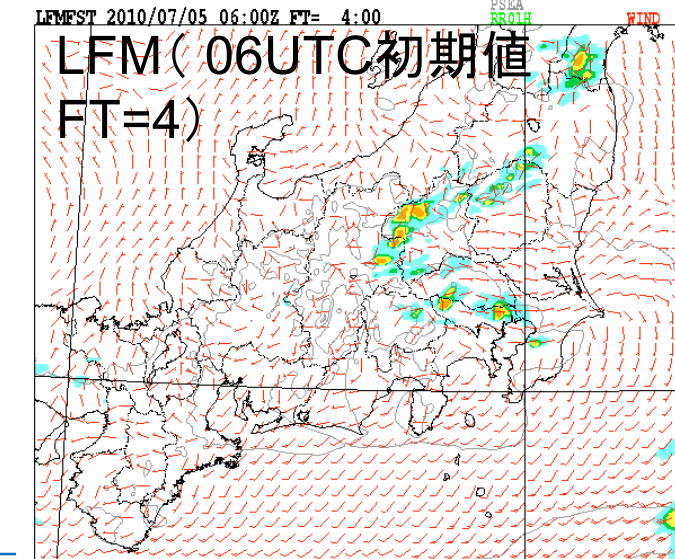 PSEA
LFMFST 2010/07/05 06:00Z FT= 4:00 RR01H WIND
LFM( 06UTC初期値
FT=4)